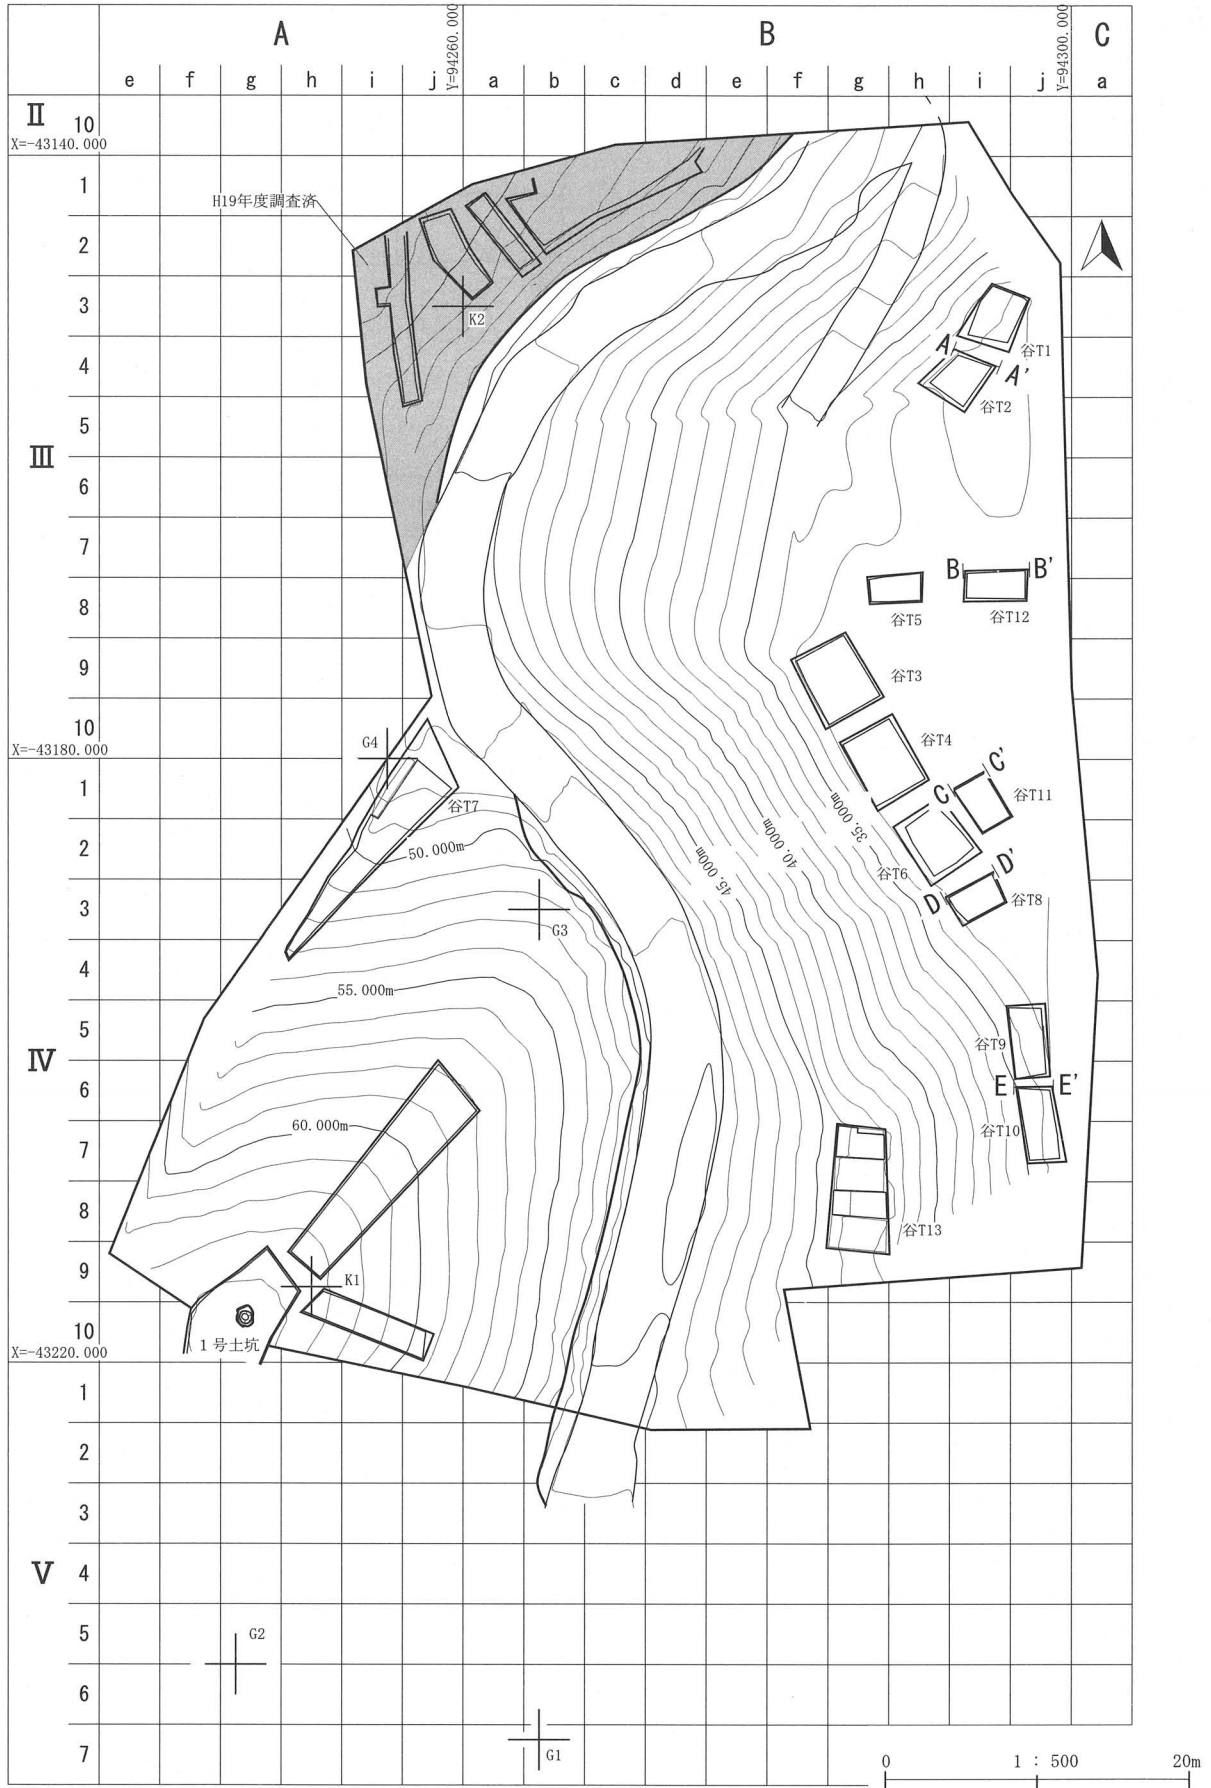 A B C
Y=94260.000
Y=94300.000
e f g h i j a b c d e f g h i j a
II
10
X=-43140.000
1
H19年度調査済
2
3
K2
谷T1
A A'
4
谷T2
5
III
6
7
B B'
8
谷T5
谷T12
9
谷T3
10
X=-43180.000
G4
谷T4
1
谷T7
C C'
谷T11
35.000m
40.000m
45.000m
50.000m
2
谷T6
D D'
谷T8
3
G3
4
55.000m
5
谷T9
IV
6
E E'
7
60.000m
谷T10
8
谷T13
9
K1
10
1号土坑
X=-43220.000
1
2
3
V
4
5
G2
6
7
G1
0 1 : 500 20m